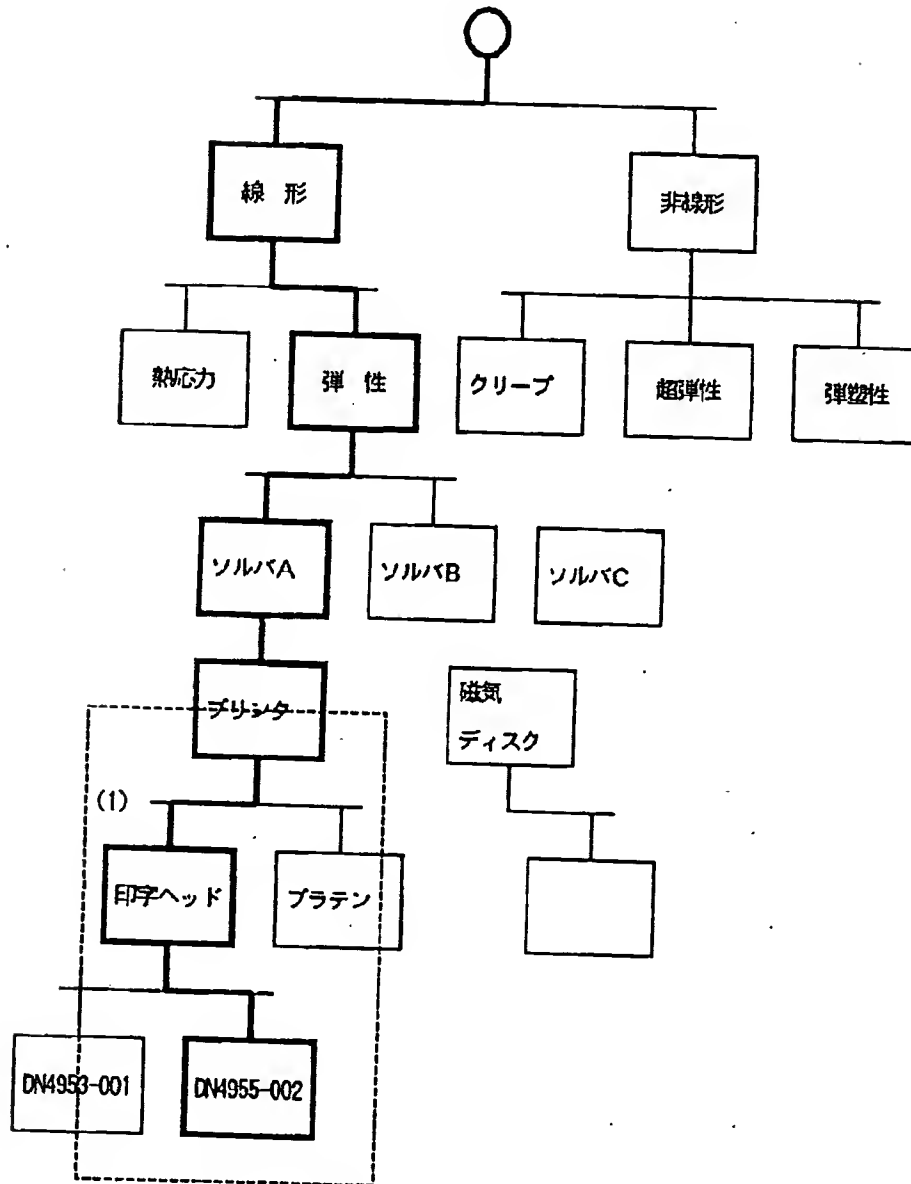 線 形
非線形
熱応力
弾 性
クリープ
超弾性
弾塑性
ソルバA
ソルバB
ソルバC
プリンタ
磁気
ディスク
(1)
印字ヘッド
プラテン
DN4953-001
DN4955-002